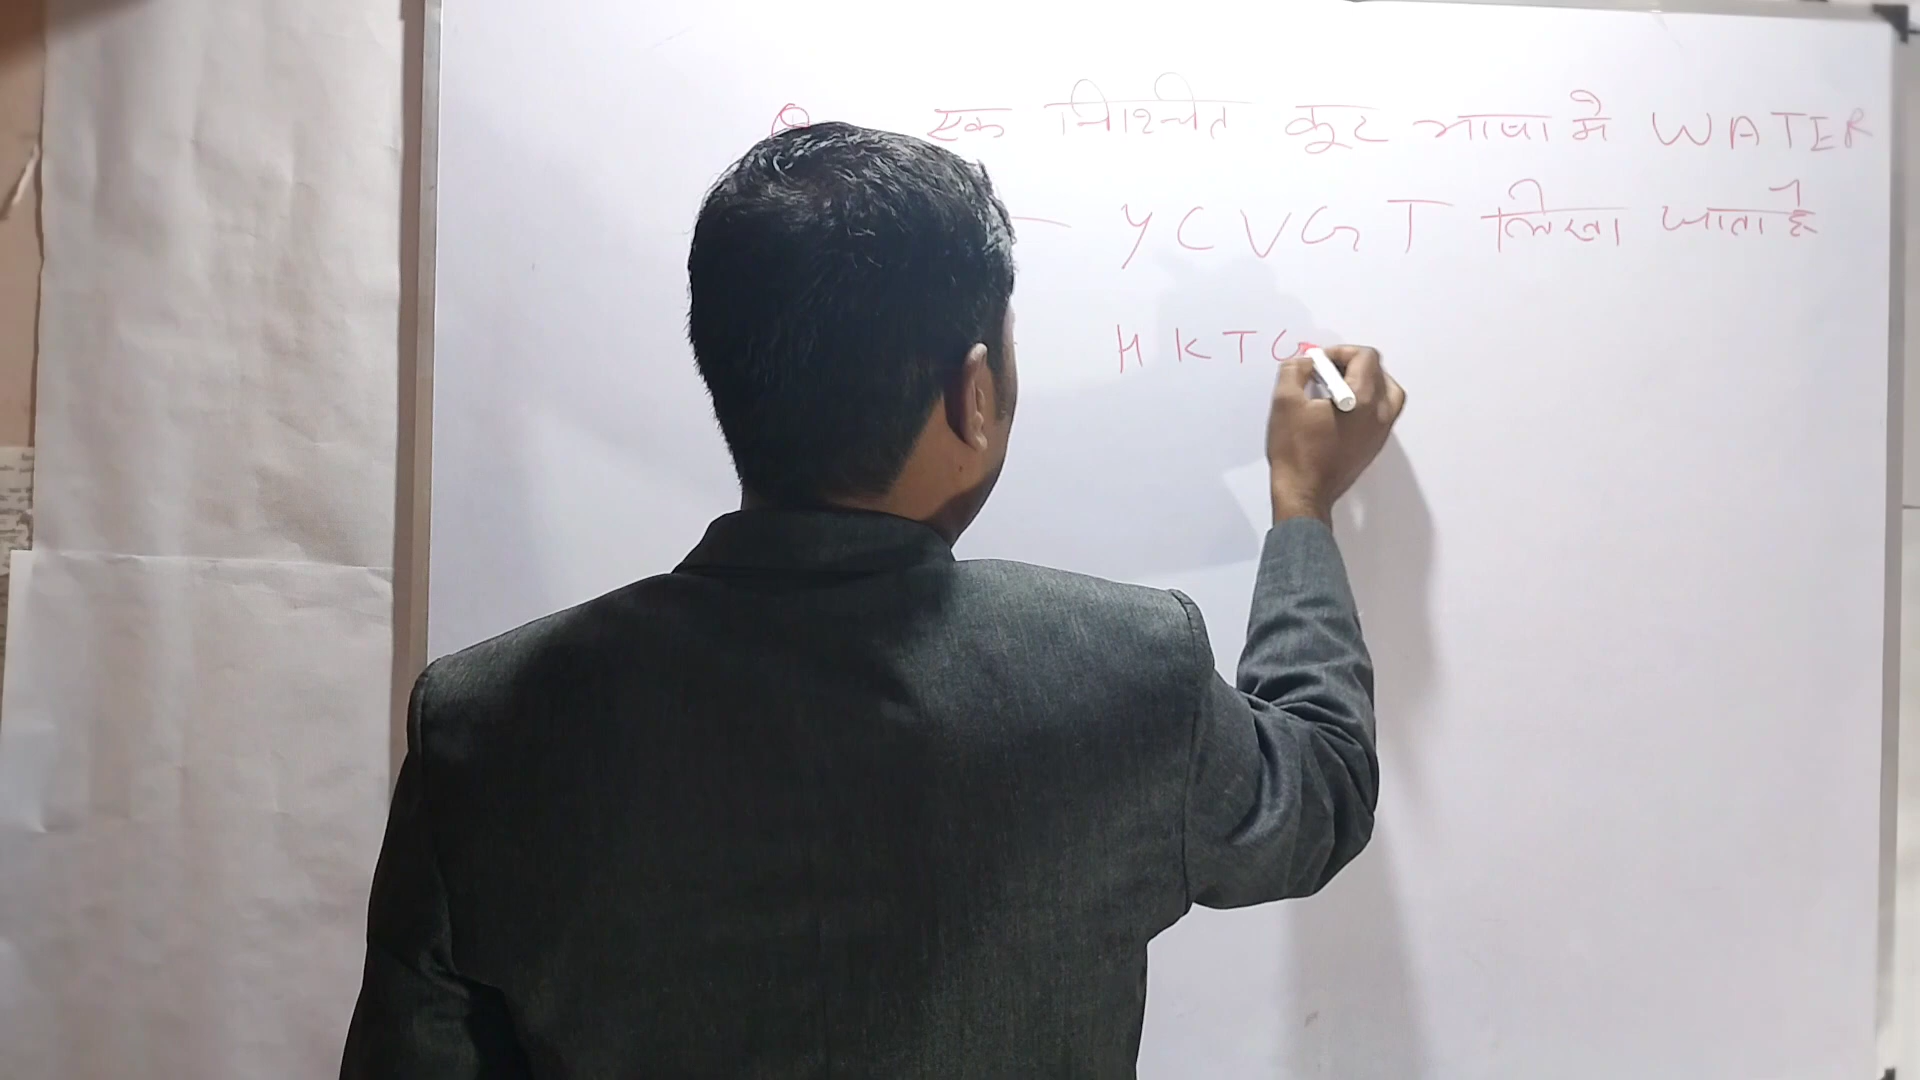 Q एक निश्चीत कूट भाषा मे WATER
YCVGT लिखा जाता है
HKTG